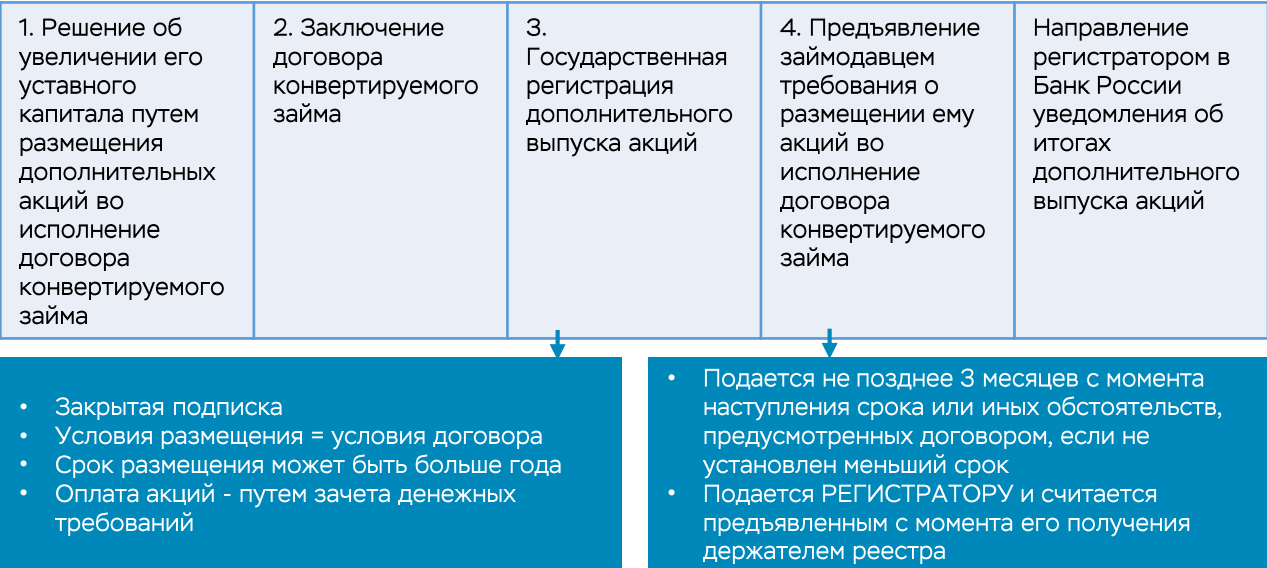 1. Решение об
увеличении его
уставного
капитала путем
размещения
дополнительных
акций во
исполнение
договора
конвертируемого
займа
2. Заключение
договора
конвертируемого
займа
3.
Государственная
регистрация
дополнительного
выпуска акций
4. Предъявление
займодавцем
требования о
размещении ему
акций во
исполнение
договора
конвертируемого
займа
Направление
регистратором в
Банк России
уведомления об
итогах
дополнительного
выпуска акций
• Закрытая подписка
• Условия размещения = условия договора
• Срок размещения может быть больше года
• Оплата акций - путем зачета денежных
требований
• Подается не позднее 3 месяцев с момента
наступления срока или иных обстоятельств,
предусмотренных договором, если не
установлен меньший срок
• Подается РЕГИСТРАТОРУ и считается
предъявленным с момента его получения
держателем реестра